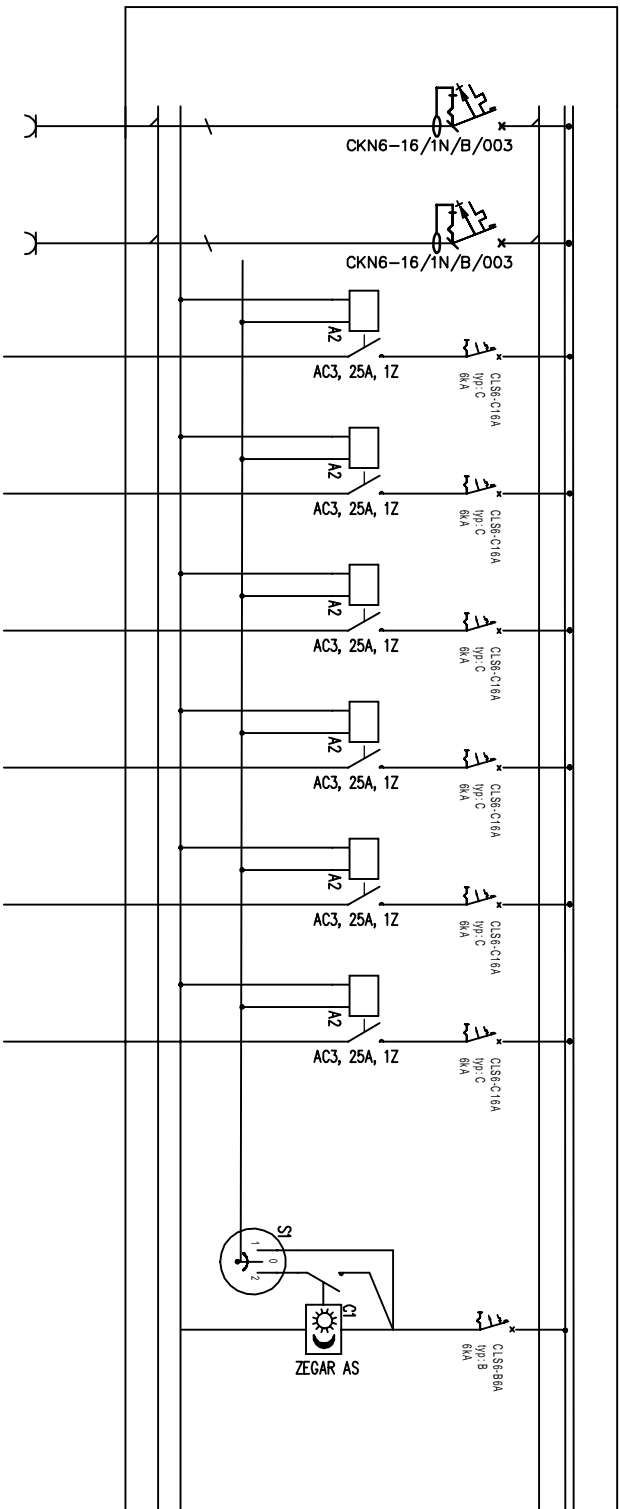 CKN6-16/1N/B/003
CKN6-16/1N/B/003
A2
AC3, 25A, 1Z
CLS6-C16A
typ: C
6kA
A2
AC3, 25A, 1Z
CLS6-C16A
typ: C
6kA
A2
AC3, 25A, 1Z
CLS6-C16A
typ: C
6kA
A2
AC3, 25A, 1Z
CLS6-C16A
typ: C
6kA
A2
AC3, 25A, 1Z
CLS6-C16A
typ: C
6kA
A2
AC3, 25A, 1Z
CLS6-C16A
typ: C
6kA
S1
1
0
2
C1
ZEGAR AS
CLS6-B6A
typ: B
6kA